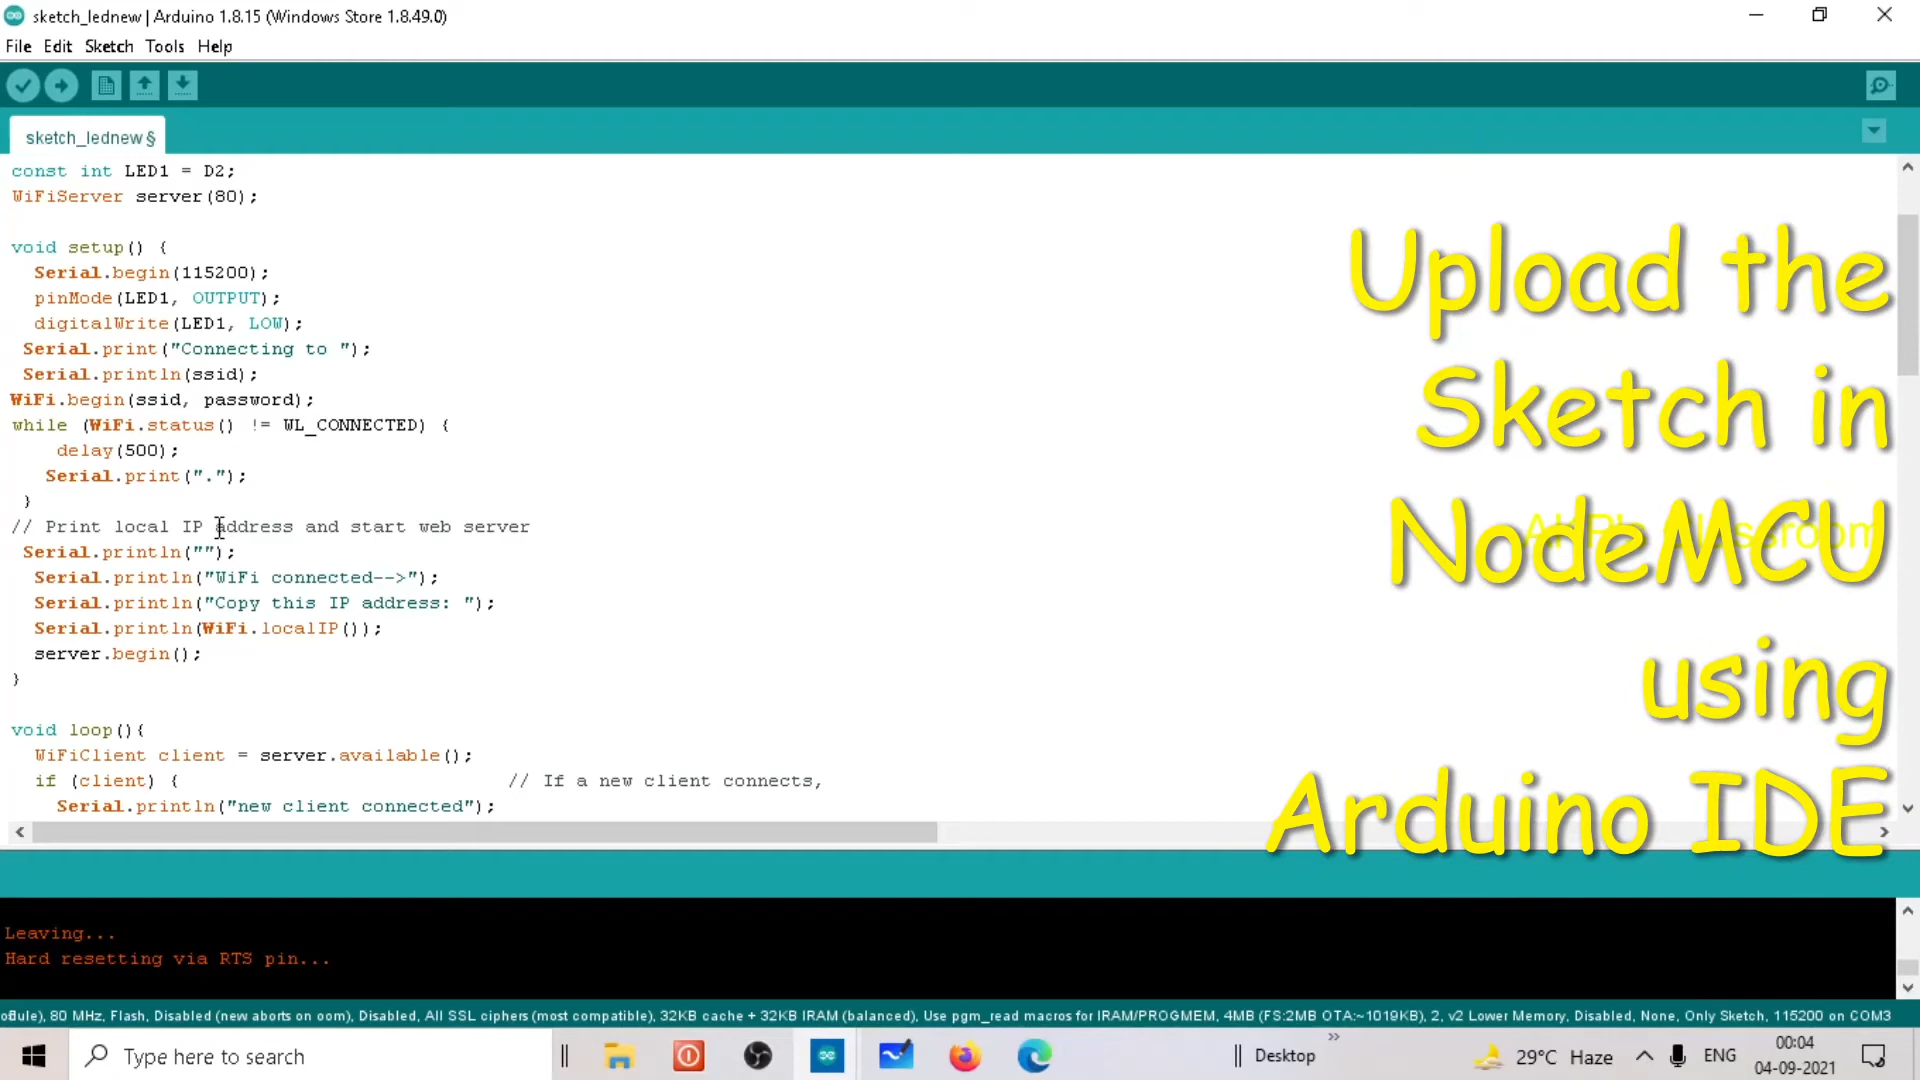 sketch_lednew | Arduino 1.8.15 (Windows Store 1.8.49.0)
File Edit Sketch Tools Help
sketch_lednew §
const int LED1 = D2;
WiFiServer server(80);
void setup() {
Serial.begin(115200);
pinMode(LED1, OUTPUT);
digitalWrite(LED1, LOW);
Serial.print("Connecting to ");
Serial.println(ssid);
WiFi.begin(ssid, password);
while (WiFi.status() != WL_CONNECTED) {
delay(500);
Serial.print(".");
}
// Print local IP address and start web server
Serial.println("");
Serial.println("WiFi connected-->");
Serial.println("Copy this IP address: ");
Serial.println(WiFi.localIP());
server.begin();
}
void loop(){
WiFiClient client = server.available();
if (client) { // If a new client connects,
Serial.println("new client connected");
Upload the
Sketch in
NodeMCU
using
Arduino IDE
Leaving...
Hard resetting via RTS pin...
80 MHz, Flash, Disabled (new aborts on oom), Disabled, All SSL ciphers (most compatible), 32KB cache + 32KB IRAM (balanced), Use pgm_read macros for IRAM/PROGMEM, 4MB (FS:2MB OTA:~1019KB), 2, v2 Lower Memory, Disabled, None, Only Sketch, 115200 on COM3
Type here to search
Desktop
29°C Haze
ENG
00:04
04-09-2021